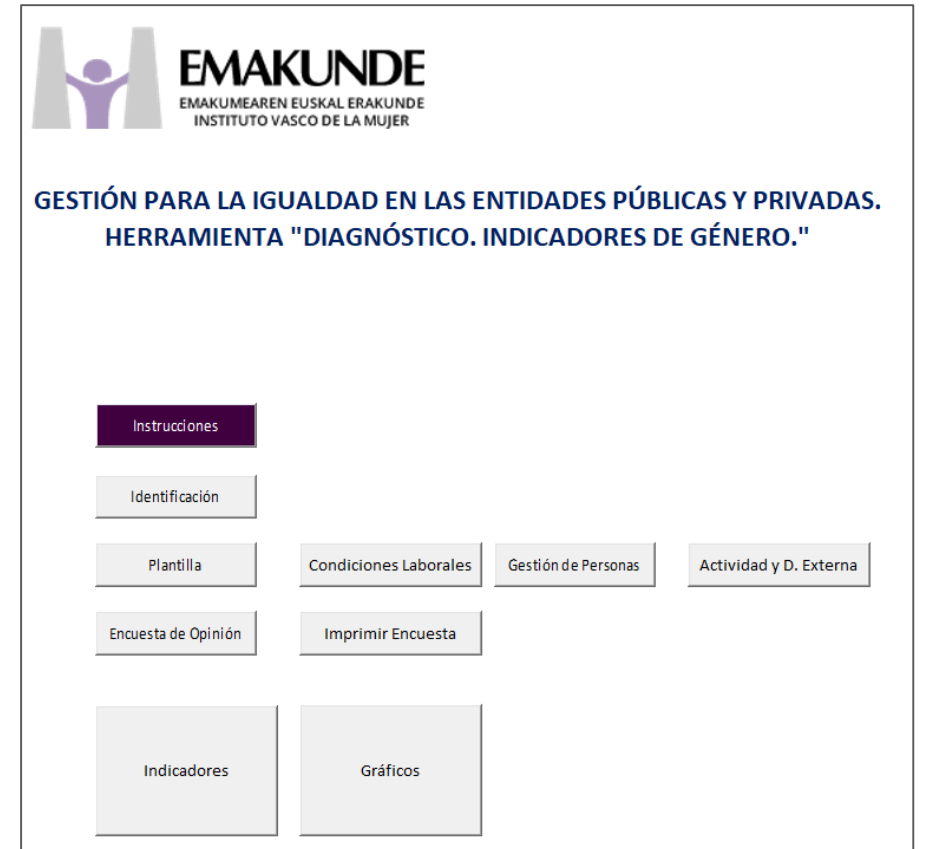 EMAKUNDE
EMAKUMEAREN EUSKAL ERAKUNDE
INSTITUTO VASCO DE LA MUJER
GESTIÓN PARA LA IGUALDAD EN LAS ENTIDADES PÚBLICAS Y PRIVADAS.
HERRAMIENTA "DIAGNÓSTICO. INDICADORES DE GÉNERO."
Instrucciones
Identificación
Plantilla
Condiciones Laborales
Gestión de Personas
Actividad y D. Externa
Encuesta de Opinión
Imprimir Encuesta
Indicadores
Gráficos